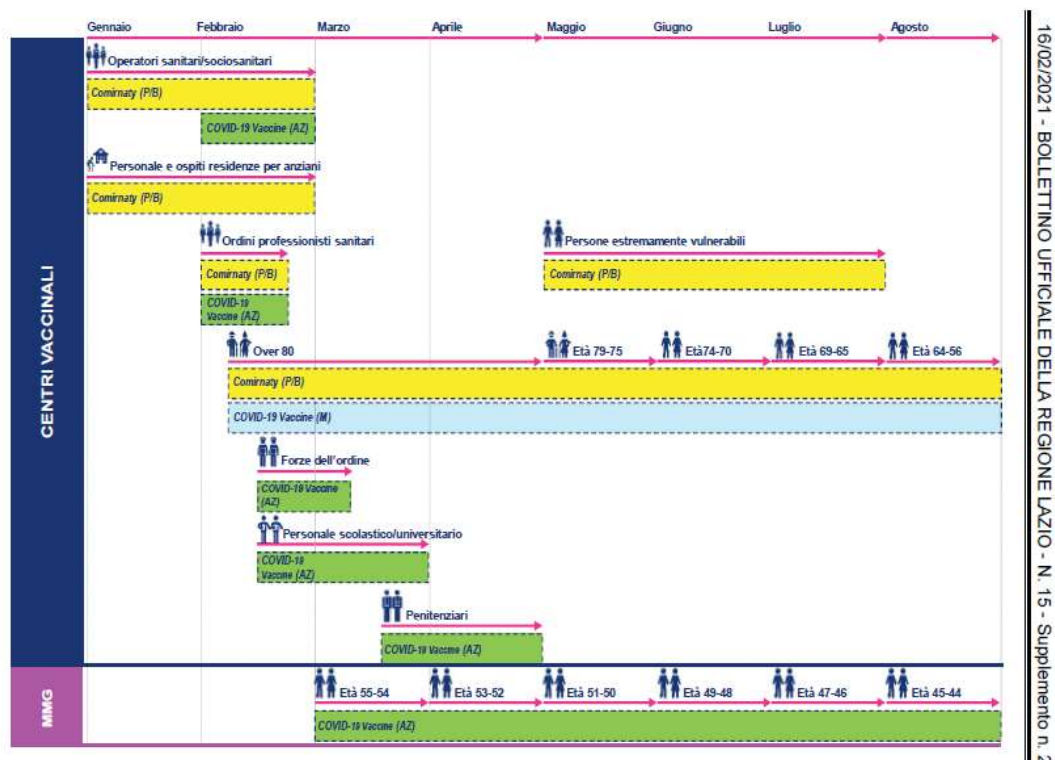 Gennaio Febbraio Marzo Aprile Maggio Giugno Luglio Agosto
CENTRI VACCINALI
Operatori sanitari/sociosanitari
Comirnaty (P/B)
COVID-19 Vaccine (AZ)
Personale e ospiti residenze per anziani
Comirnaty (P/B)
Ordini professionisti sanitari
Comirnaty (P/B)
COVID-19
Vaccine (AZ)
Persone estremamente vulnerabili
Comirnaty (P/B)
Over 80
Età 79-75
Età74-70
Età 69-65
Età 64-56
Comirnaty (P/B)
COVID-19 Vaccine (M)
Forze dell'ordine
COVID-19 Vaccine
(AZ)
Personale scolastico/universitario
COVID-19
Vaccine (AZ)
Penitenziari
COVID-19 Vaccine (AZ)
MMG
Età 55-54
Età 53-52
Età 51-50
Età 49-48
Età 47-46
Età 45-44
COVID-19 Vaccine (AZ)
16/02/2021 - BOLLETTINO UFFICIALE DELLA REGIONE LAZIO - N. 15 - Supplemento n. 2